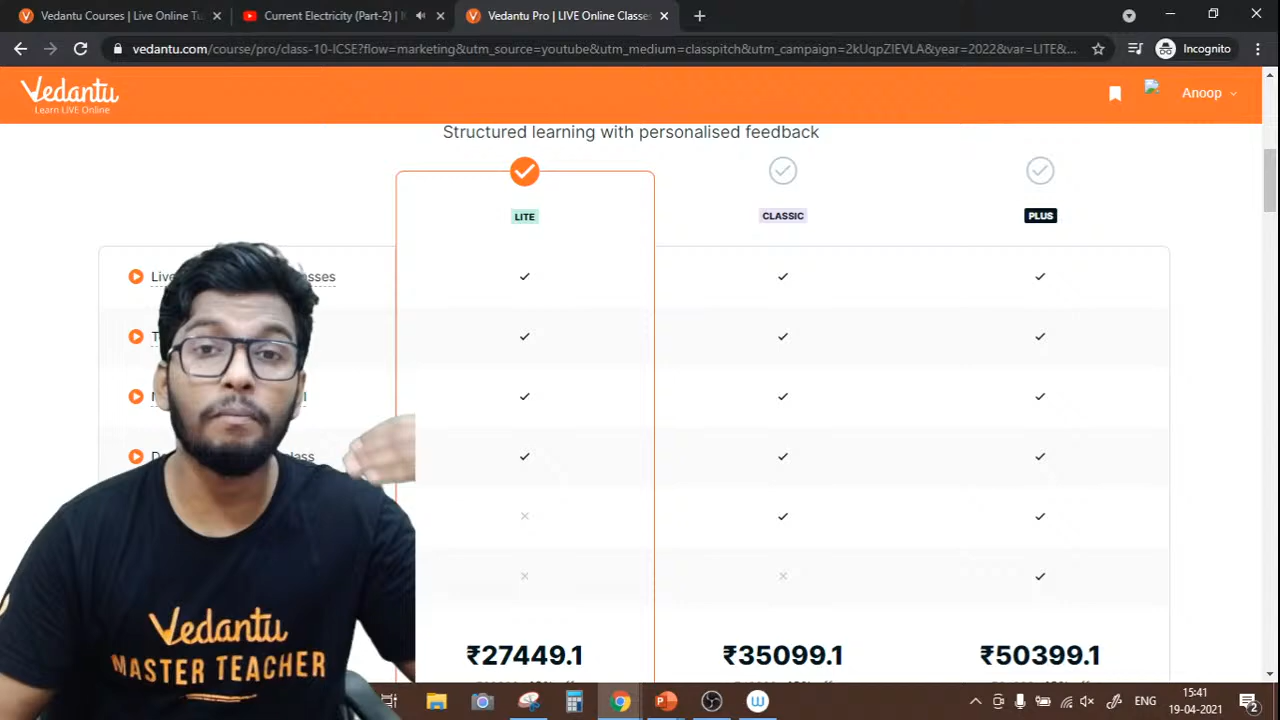 Vedantu Courses | Live Online Tu
Current Electricity (Part-2) |
Vedantu Pro | LIVE Online Classes
vedantu.com/course/pro/class-10-ICSE?flow=marketing&utm_source=youtube&utm_medium=classpitch&utm_campaign=2kUqpZIEVLA&year=2022&var=LITE&...
Incognito
Vedantu
Learn LIVE Online
Anoop
Structured learning with personalised feedback
LITE
CLASSIC
PLUS
₹27449.1
₹35099.1
₹50399.1
Vedantu
MASTER TEACHER
ENG
15:41
19-04-2021
2